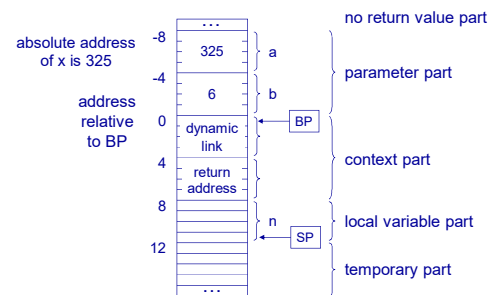 ...
no return value part
absolute address
of x is 325
-8
325
a
parameter part
-4
6
b
address
relative
to BP
0
dynamic
link
BP
context part
4
return
address
8
n
local variable part
SP
12
temporary part
...